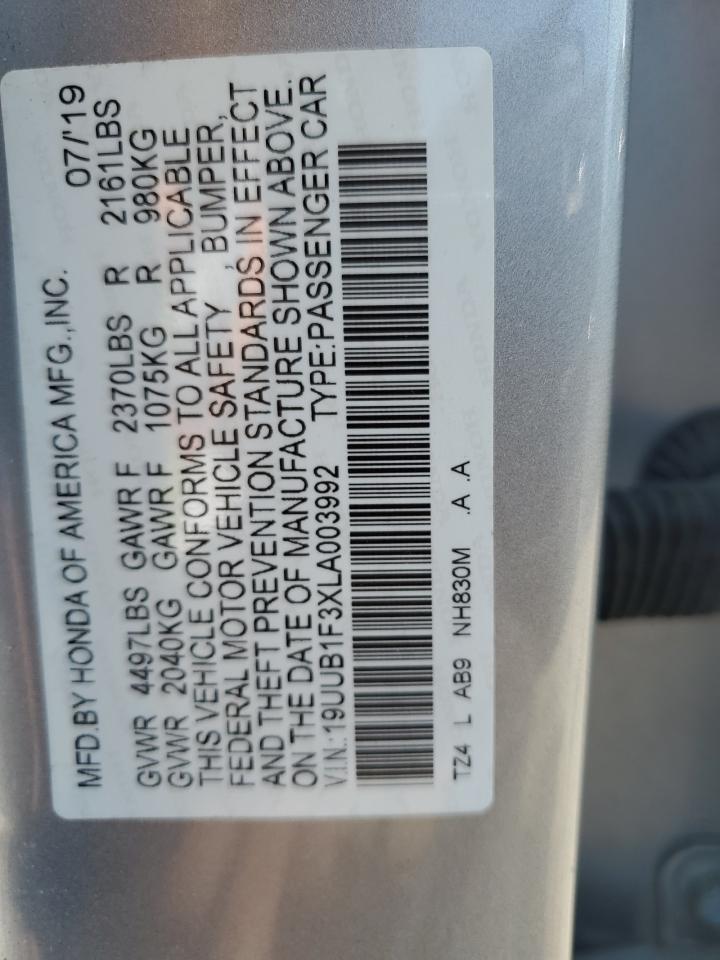 MFD.BY HONDA OF AMERICA MFG.,INC. 07/'19
GVWR 4497LBS GAWR F 2370LBS R 2161LBS
GVWR 2040KG GAWR F 1075KG R 980KG
THIS VEHICLE CONFORMS TO ALL APPLICABLE
FEDERAL MOTOR VEHICLE SAFETY , BUMPER,
AND THEFT PREVENTION STANDARDS IN EFFECT
ON THE DATE OF MANUFACTURE SHOWN ABOVE.
V.I.N.:19UUB1F3XLA003992 TYPE:PASSENGER CAR
TZ4 L AB9 NH830M .A .A